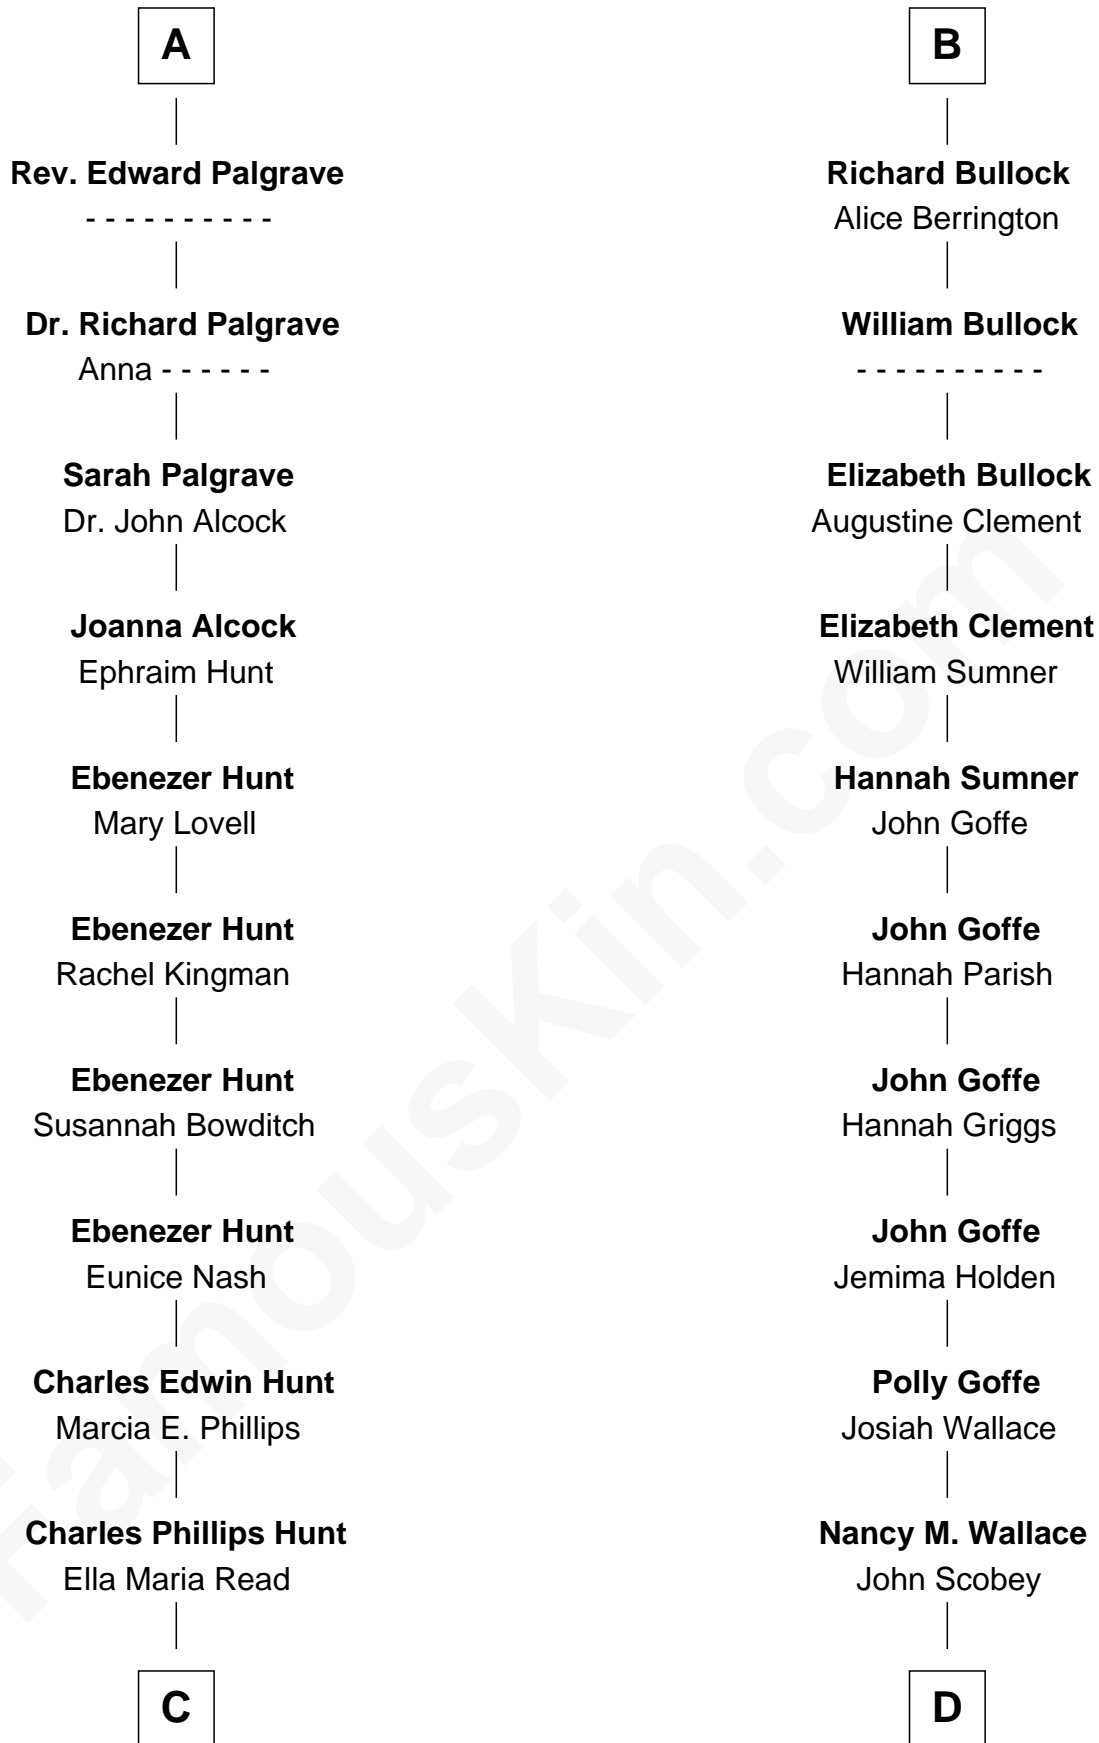 A
Rev. Edward Palgrave
- - - - - - - - - -
Dr. Richard Palgrave
Anna - - - - - -
Sarah Palgrave
Dr. John Alcock
Joanna Alcock
Ephraim Hunt
Ebenezer Hunt
Mary Lovell
Ebenezer Hunt
Rachel Kingman
Ebenezer Hunt
Susannah Bowditch
Ebenezer Hunt
Eunice Nash
Charles Edwin Hunt
Marcia E. Phillips
Charles Phillips Hunt
Ella Maria Read
C
B
Richard Bullock
Alice Berrington
William Bullock
- - - - - - - - - -
Elizabeth Bullock
Augustine Clement
Elizabeth Clement
William Sumner
Hannah Sumner
John Goffe
John Goffe
Hannah Parish
John Goffe
Hannah Griggs
John Goffe
Jemima Holden
Polly Goffe
Josiah Wallace
Nancy M. Wallace
John Scobey
D
FamousKin.com